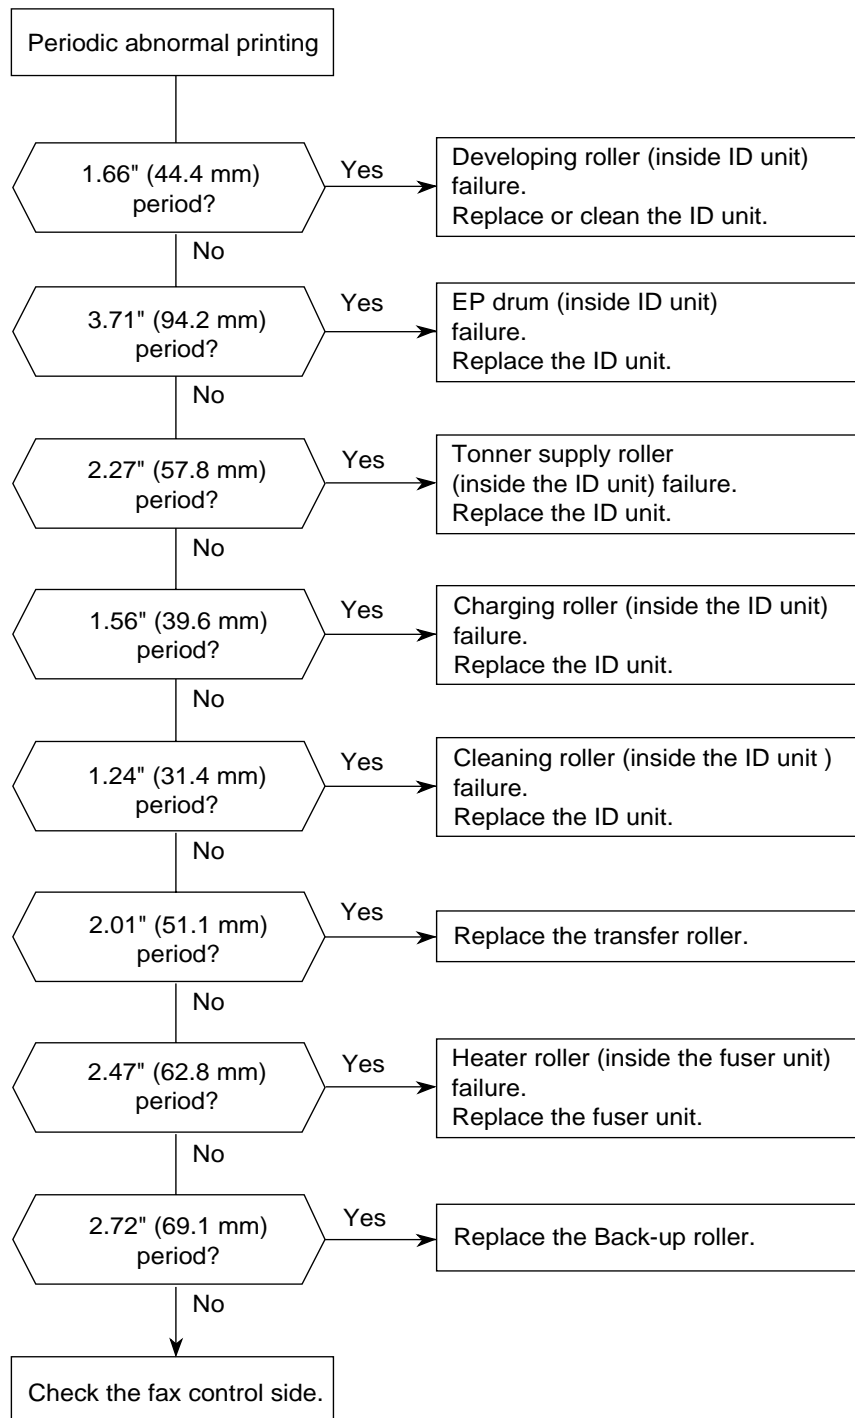 Periodic abnormal printing
1.66" (44.4 mm)
period?
Yes
Developing roller (inside ID unit)
failure.
Replace or clean the ID unit.
No
3.71" (94.2 mm)
period?
Yes
EP drum (inside ID unit)
failure.
Replace the ID unit.
No
2.27" (57.8 mm)
period?
Yes
Tonner supply roller
(inside the ID unit) failure.
Replace the ID unit.
No
1.56" (39.6 mm)
period?
Yes
Charging roller (inside the ID unit)
failure.
Replace the ID unit.
No
1.24" (31.4 mm)
period?
Yes
Cleaning roller (inside the ID unit )
failure.
Replace the ID unit.
No
2.01" (51.1 mm)
period?
Yes
Replace the transfer roller.
No
2.47" (62.8 mm)
period?
Yes
Heater roller (inside the fuser unit)
failure.
Replace the fuser unit.
No
2.72" (69.1 mm)
period?
Yes
Replace the Back-up roller.
No
Check the fax control side.